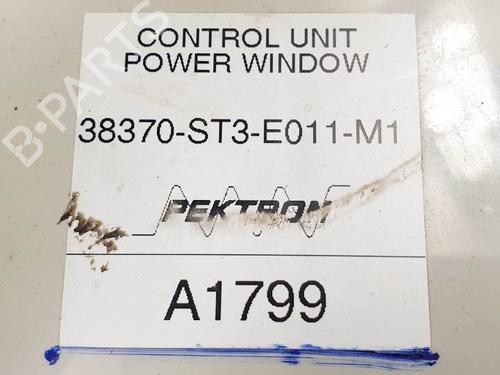 CONTROL UNIT
POWER WINDOW
38370-ST3-E011-M1
PEKTRON
A1799
B-PARTS